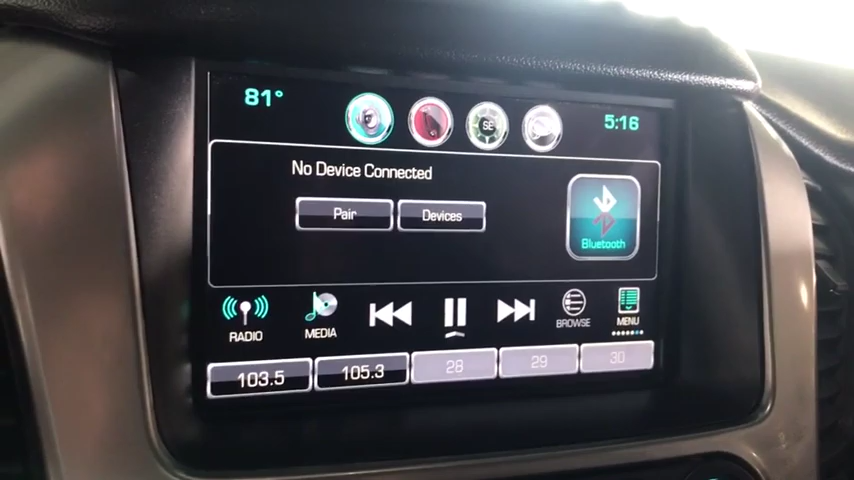 81°
SE
5:16
No Device Connected
Pair
Devices
Bluetooth
RADIO
MEDIA
BROWSE
MENU
103.5
105.3
28
29
30